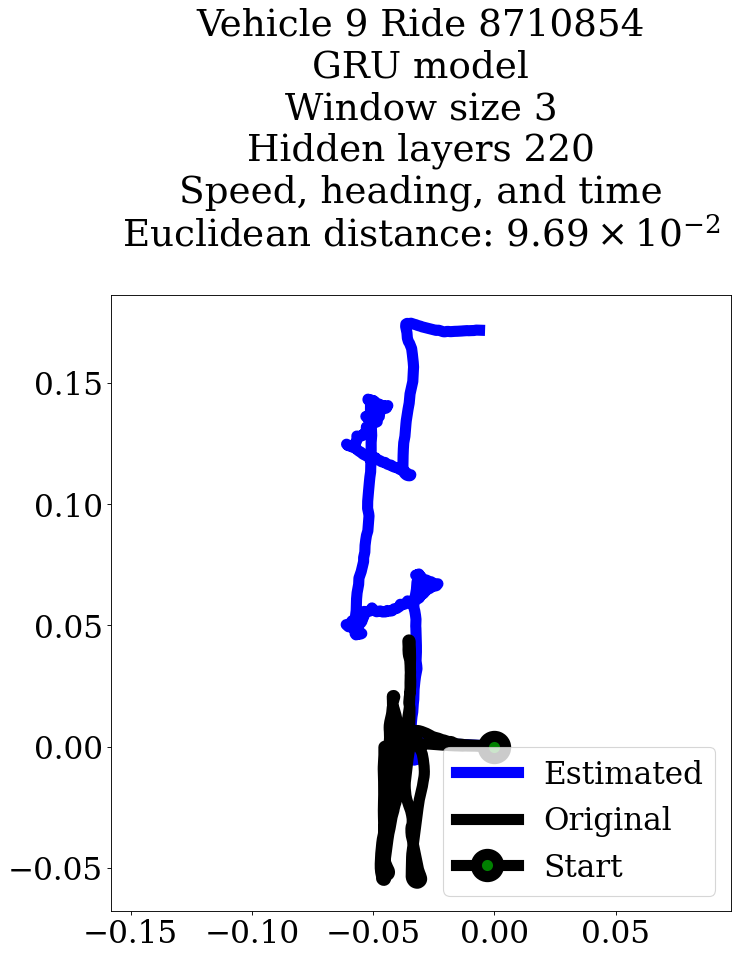 Vehicle 9 Ride 8710854
GRU model
Window size 3
Hidden layers 220
Speed, heading, and time
Euclidean distance: 9.69 × 10⁻²
0.15
0.10
0.05
0.00
−0.05
−0.15 −0.10 −0.05 0.00 0.05
Estimated
Original
Start